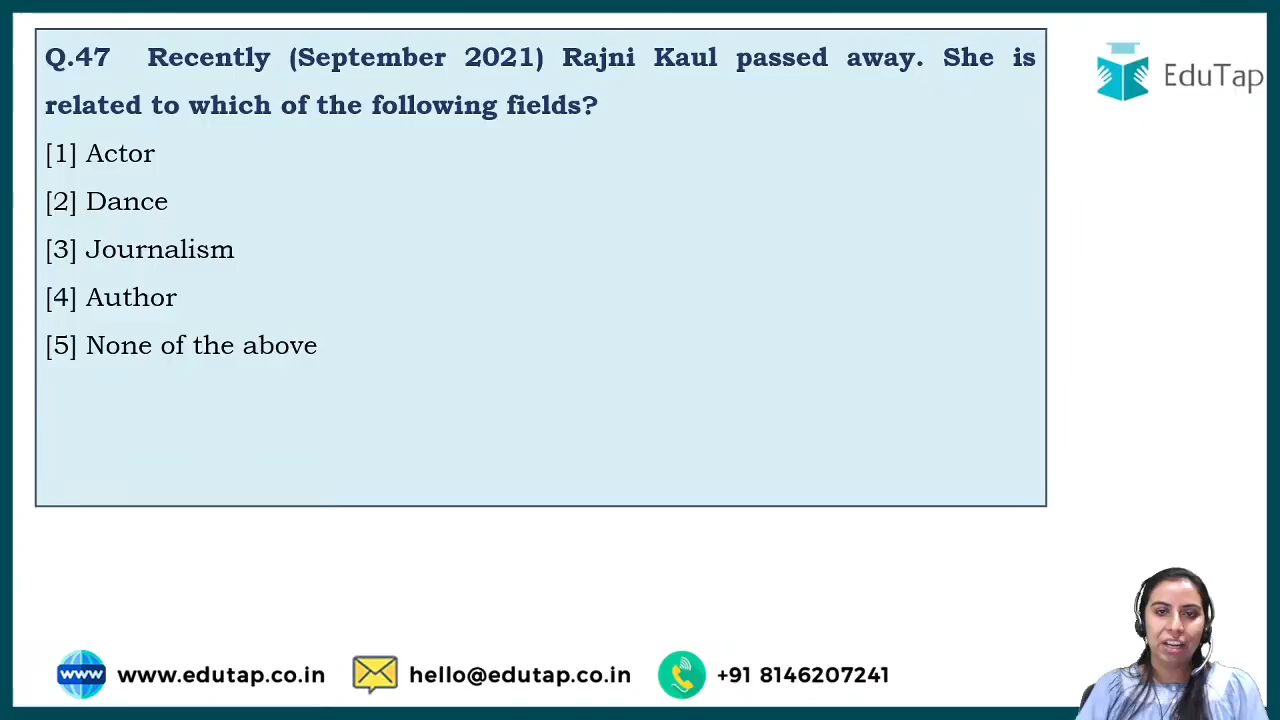 Q.47 Recently (September 2021) Rajni Kaul passed away. She is
related to which of the following fields?
[1] Actor
[2] Dance
[3] Journalism
[4] Author
[5] None of the above
EduTap
www www.edutap.co.in hello@edutap.co.in +91 8146207241